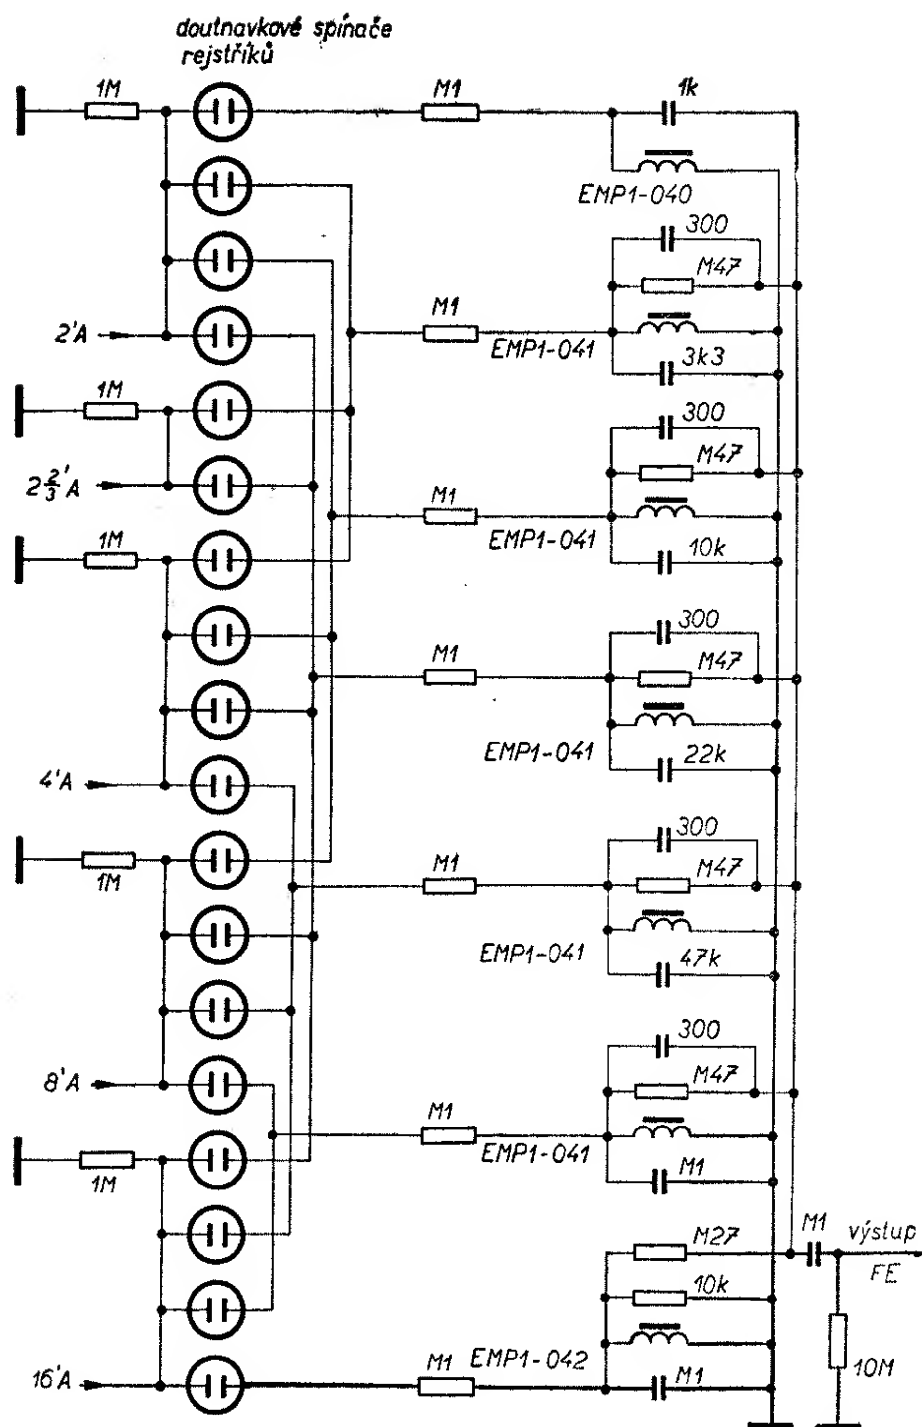 doutnavkové spínače
rejstříků
1M
M1
1k
EMP1-040
300
M47
2'A
M1
EMP1-041
3k3
1M
300
M47
2 2/3'A
M1
EMP1-041
10k
1M
300
M1
M47
EMP1-041
22k
4'A
300
1M
M1
M47
EMP1-041
47k
300
8'A
M1
M47
EMP1-041
1M
M1
M27
M1
výstup
FE
10k
16'A
M1
EMP1-042
M1
10M